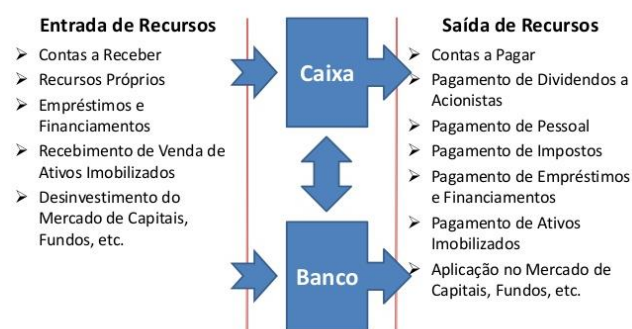 Entrada de Recursos
➢ Contas a Receber
➢ Recursos Próprios
➢ Empréstimos e
Financiamentos
➢ Recebimento de Venda de
Ativos Imobilizados
➢ Desinvestimento do
Mercado de Capitais,
Fundos, etc.
Caixa
Banco
Saída de Recursos
➢ Contas a Pagar
➢ Pagamento de Dividendos a
Acionistas
➢ Pagamento de Pessoal
➢ Pagamento de Impostos
➢ Pagamento de Empréstimos
e Financiamentos
➢ Pagamento de Ativos
Imobilizados
➢ Aplicação no Mercado de
Capitais, Fundos, etc.